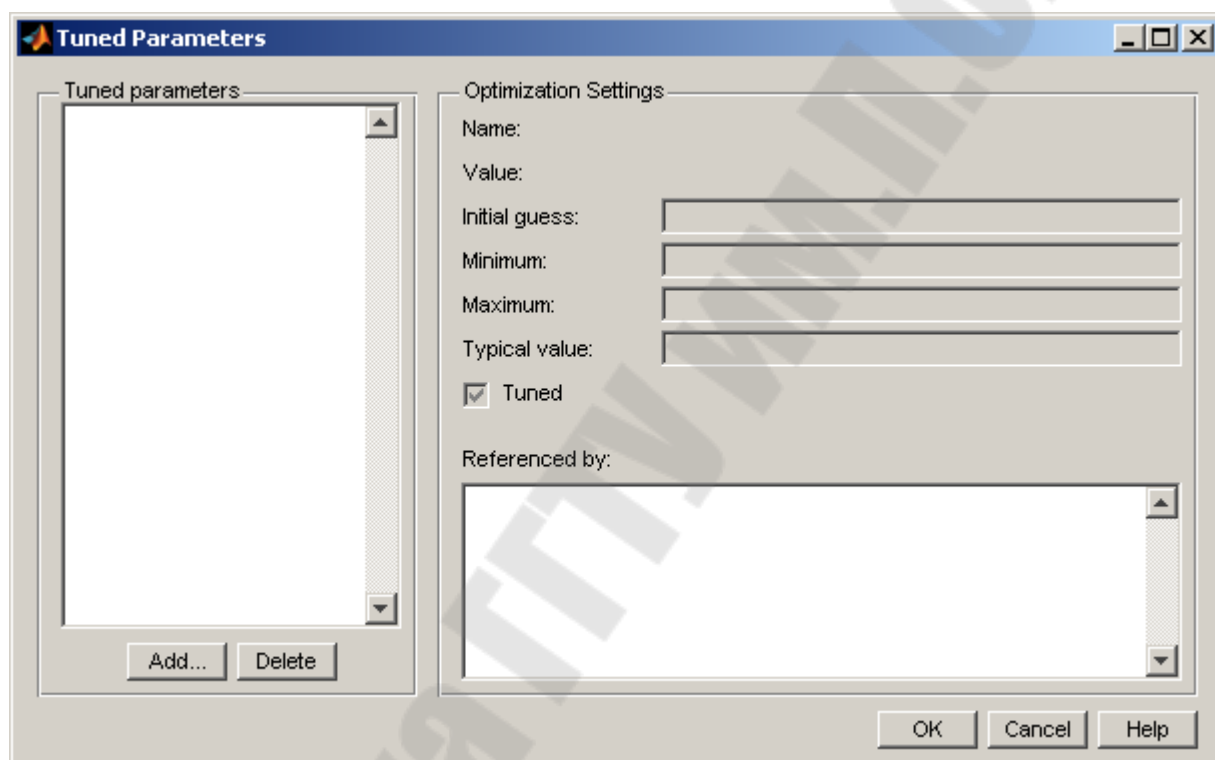 Tuned Parameters
Tuned parameters
Add...
Delete
Optimization Settings
Name:
Value:
Initial guess:
Minimum:
Maximum:
Typical value:
Tuned
Referenced by:
OK
Cancel
Help